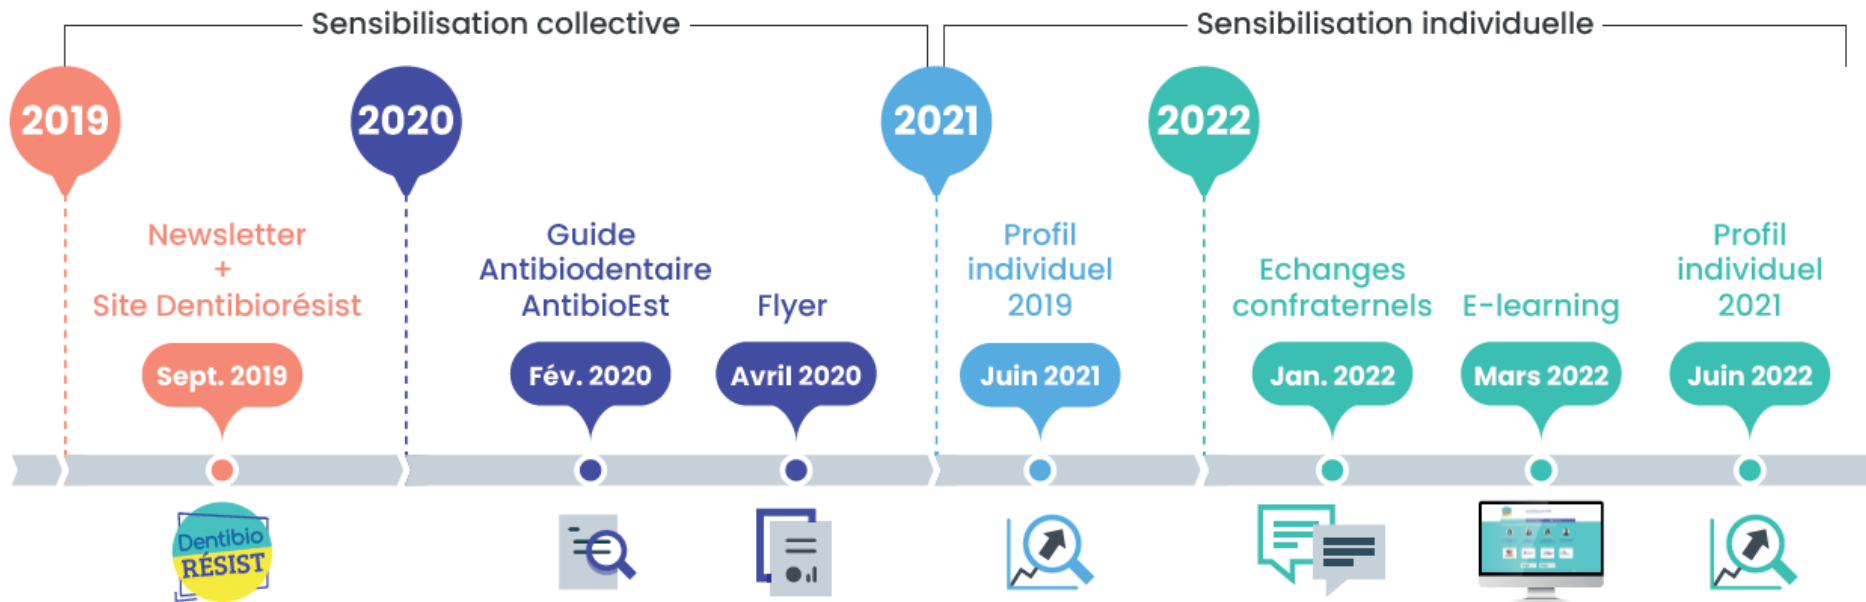 Sensibilisation collective
Sensibilisation individuelle
2019
2020
2021
2022
Newsletter
+
Site Dentibiorésist
Sept. 2019
Guide
Antibiodentaire
AntibioEst
Fév. 2020
Flyer
Avril 2020
Profil
individuel
2019
Juin 2021
Echanges
confraternels
Jan. 2022
E-learning
Mars 2022
Profil
individuel
2021
Juin 2022
Dentibio
RÉSIST